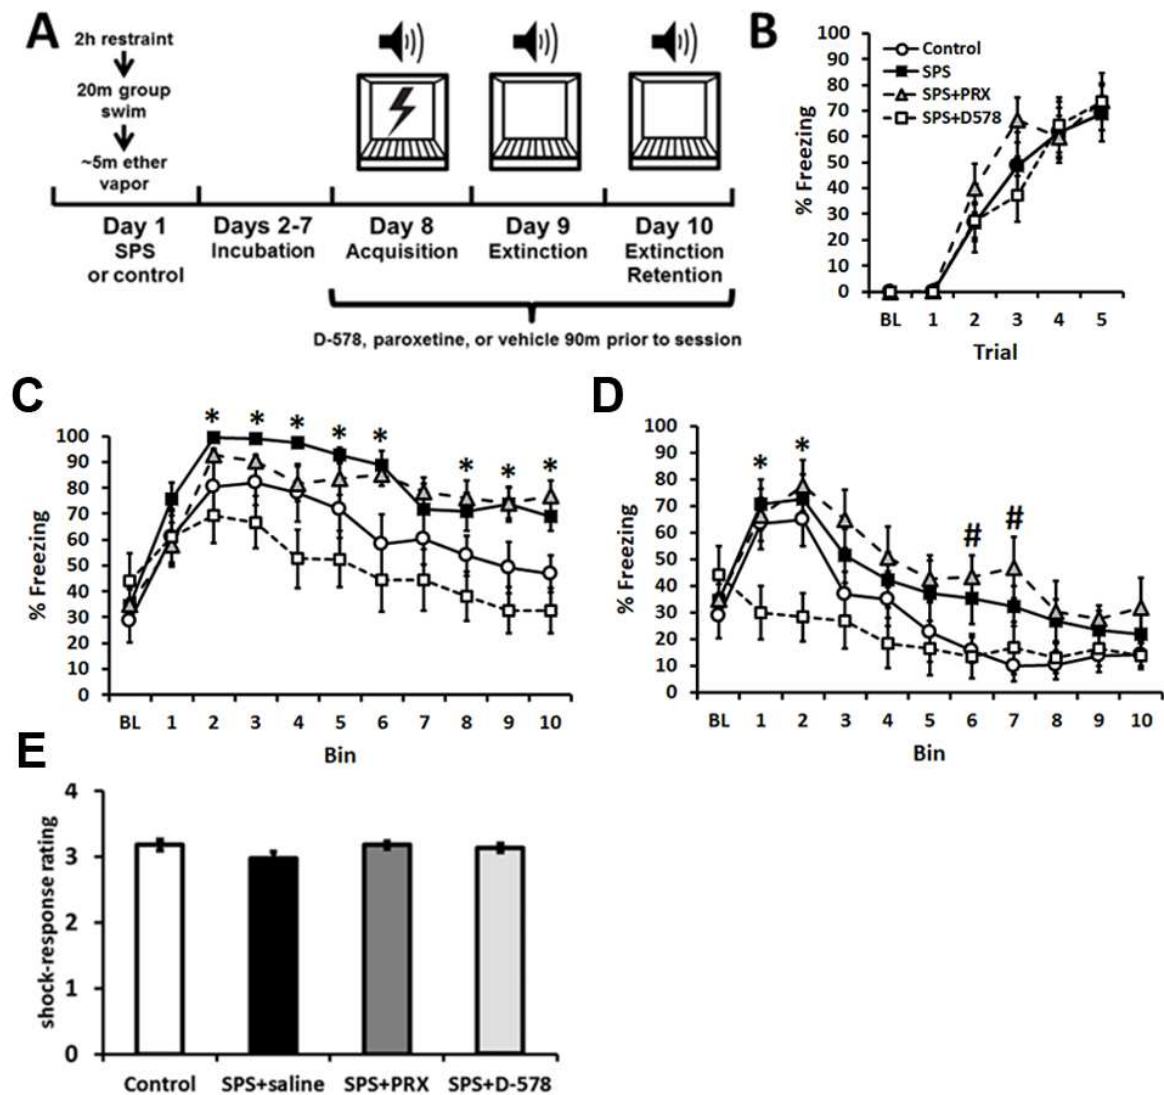 A
2h restraint
20m group
swim
~5m ether
vapor
Day 1
SPS
or control
Days 2-7
Incubation
Day 8
Acquisition
Day 9
Extinction
Day 10
Extinction
Retention
D-578, paroxetine, or vehicle 90m prior to session
B
% Freezing
100
90
80
70
60
50
40
30
20
10
0
Control
SPS
SPS+PRX
SPS+D578
BL 1 2 3 4 5
Trial
C
% Freezing
100
90
80
70
60
50
40
30
20
10
0
* * * * * * * *
BL 1 2 3 4 5 6 7 8 9 10
Bin
D
% Freezing
100
90
80
70
60
50
40
30
20
10
0
* * # #
BL 1 2 3 4 5 6 7 8 9 10
Bin
E
shock-response rating
4
3
2
1
0
Control SPS+saline SPS+PRX SPS+D-578